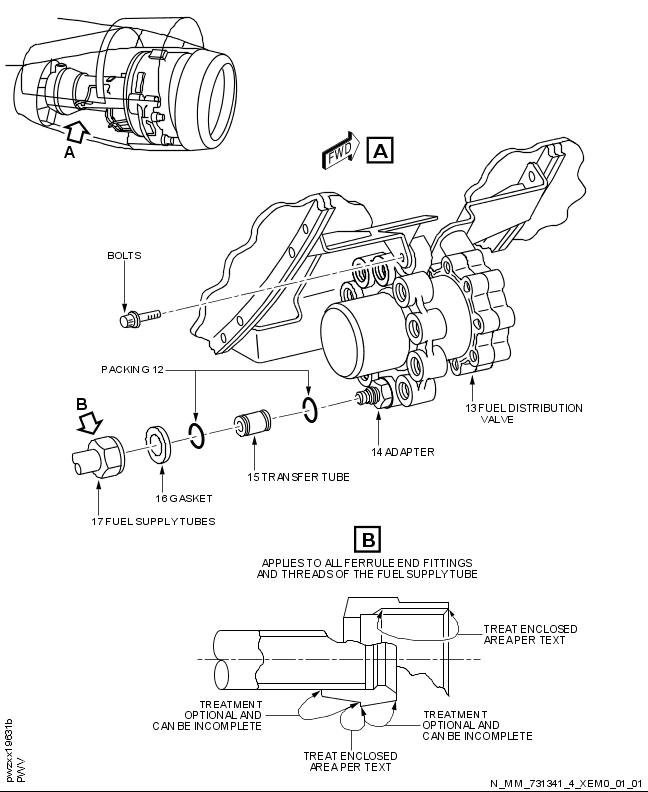 A
FWD
A
BOLTS
PACKING 12
B
13 FUEL DISTRIBUTION
VALVE
14 ADAPTER
15 TRANSFER TUBE
16 GASKET
17 FUEL SUPPLY TUBES
B
APPLIES TO ALL FERRULE END FITTINGS
AND THREADS OF THE FUEL SUPPLY TUBE
TREAT ENCLOSED
AREA PER TEXT
TREATMENT
OPTIONAL AND
CAN BE INCOMPLETE
TREATMENT
OPTIONAL AND
CAN BE INCOMPLETE
TREAT ENCLOSED
AREA PER TEXT
pwzxx19631b
PWV
N_MM_731341_4_XEM0_01_01